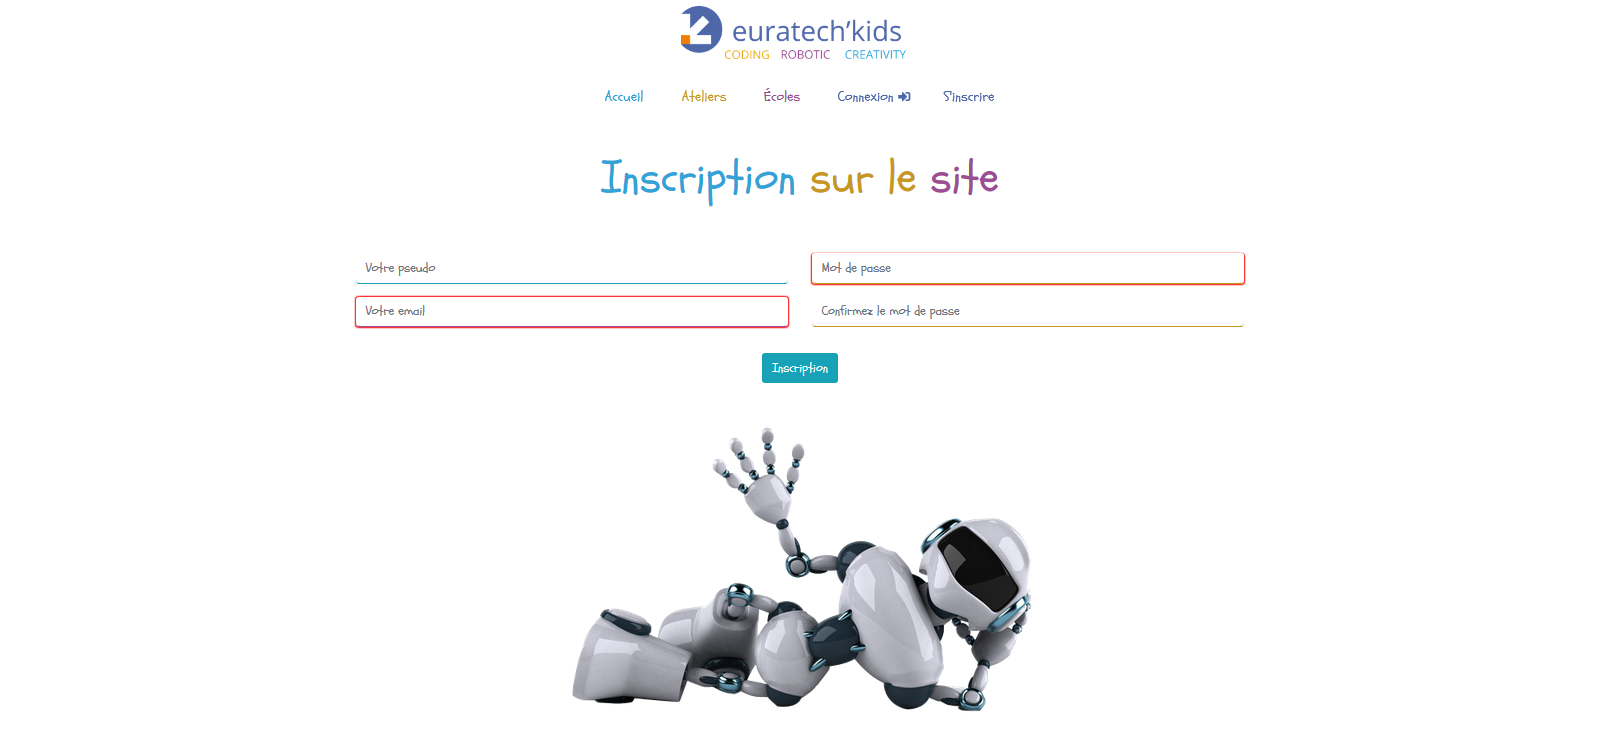 euratech'kids
CODING ROBOTIC CREATIVITY
Accueil Ateliers Écoles Connexion S'inscrire
Inscription sur le site
Votre pseudo
Mot de passe
Votre email
Confirmez le mot de passe
Inscription